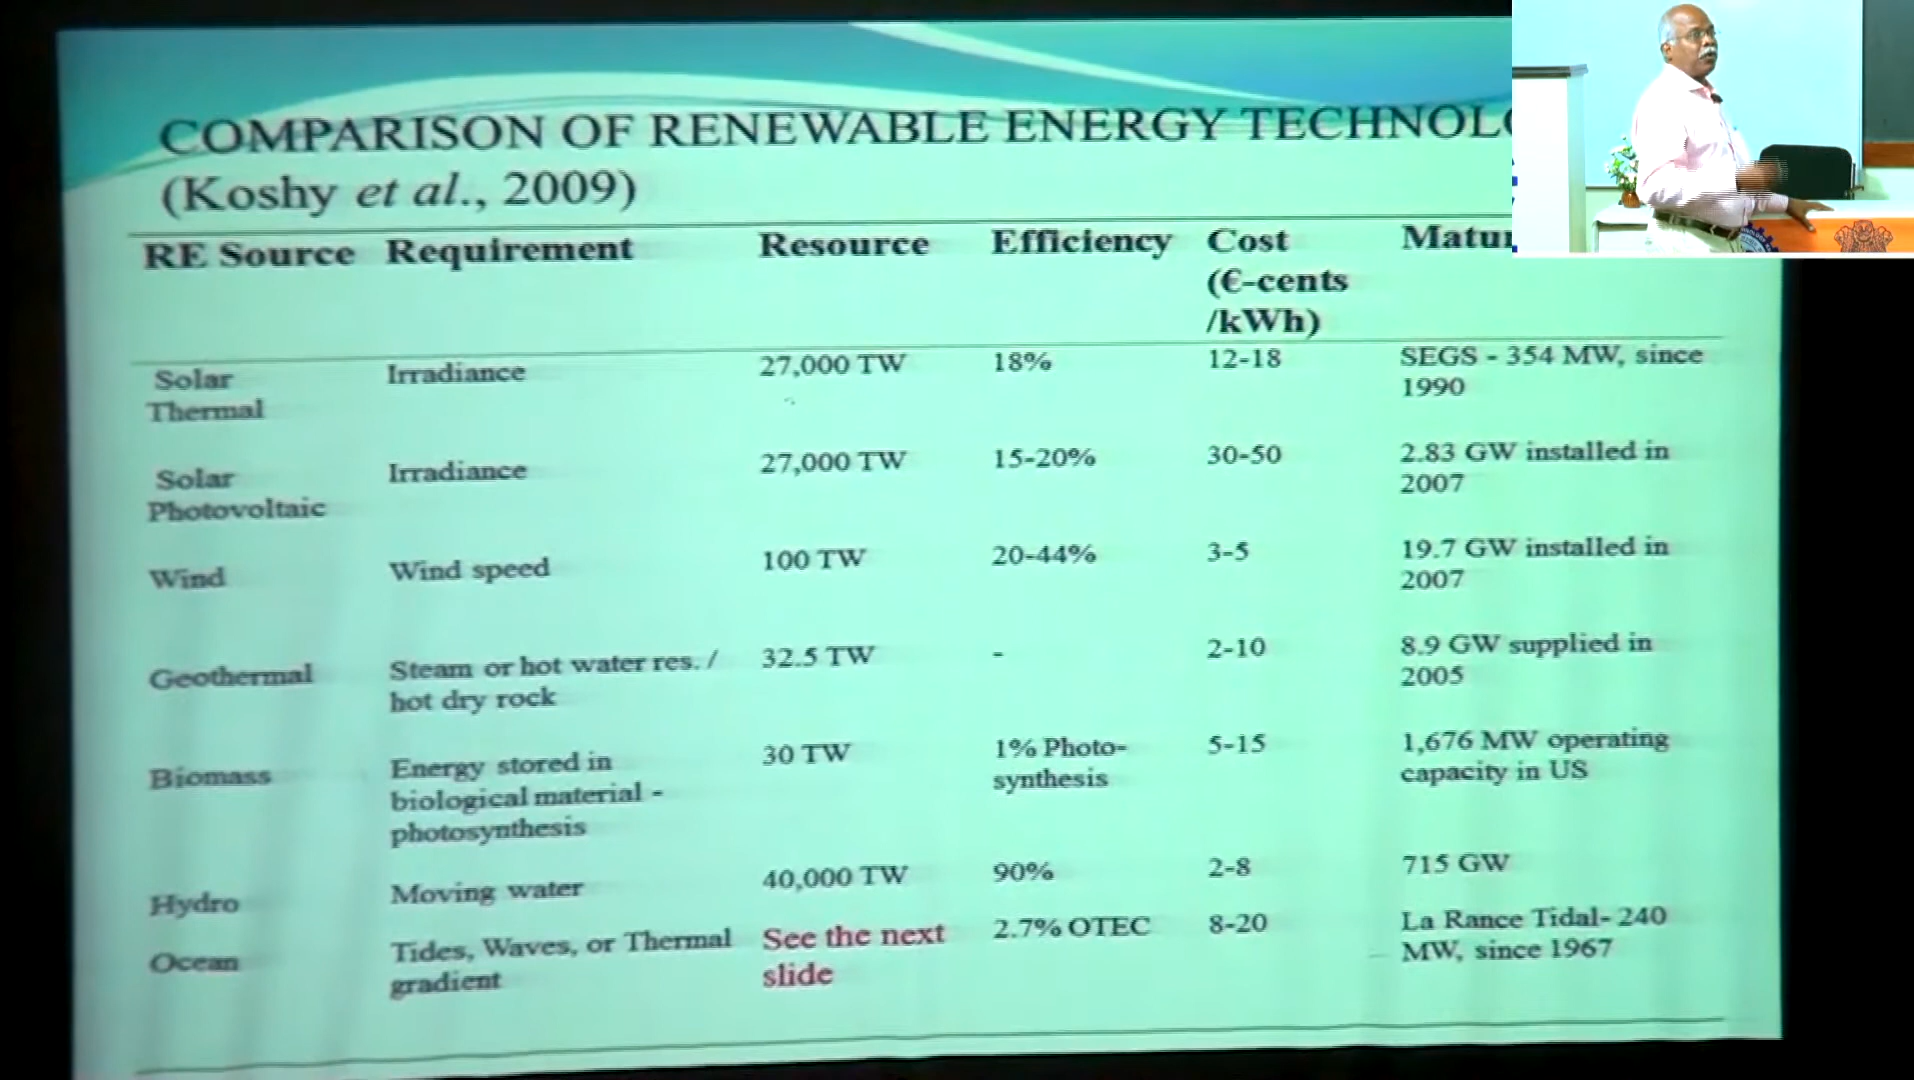 COMPARISON OF RENEWABLE ENERGY TECHNOLO
(Koshy et al., 2009)
RE Source Requirement Resource Efficiency Cost (€-cents /kWh) Matur
Solar Thermal Irradiance 27,000 TW 18% 12-18 SEGS - 354 MW, since 1990
Solar Photovoltaic Irradiance 27,000 TW 15-20% 30-50 2.83 GW installed in 2007
Wind Wind speed 100 TW 20-44% 3-5 19.7 GW installed in 2007
Geothermal Steam or hot water res. / hot dry rock 32.5 TW - 2-10 8.9 GW supplied in 2005
Biomass Energy stored in biological material - photosynthesis 30 TW 1% Photo-synthesis 5-15 1,676 MW operating capacity in US
Hydro Moving water 40,000 TW 90% 2-8 715 GW
Ocean Tides, Waves, or Thermal gradient See the next slide 2.7% OTEC 8-20 La Rance Tidal- 240 MW, since 1967